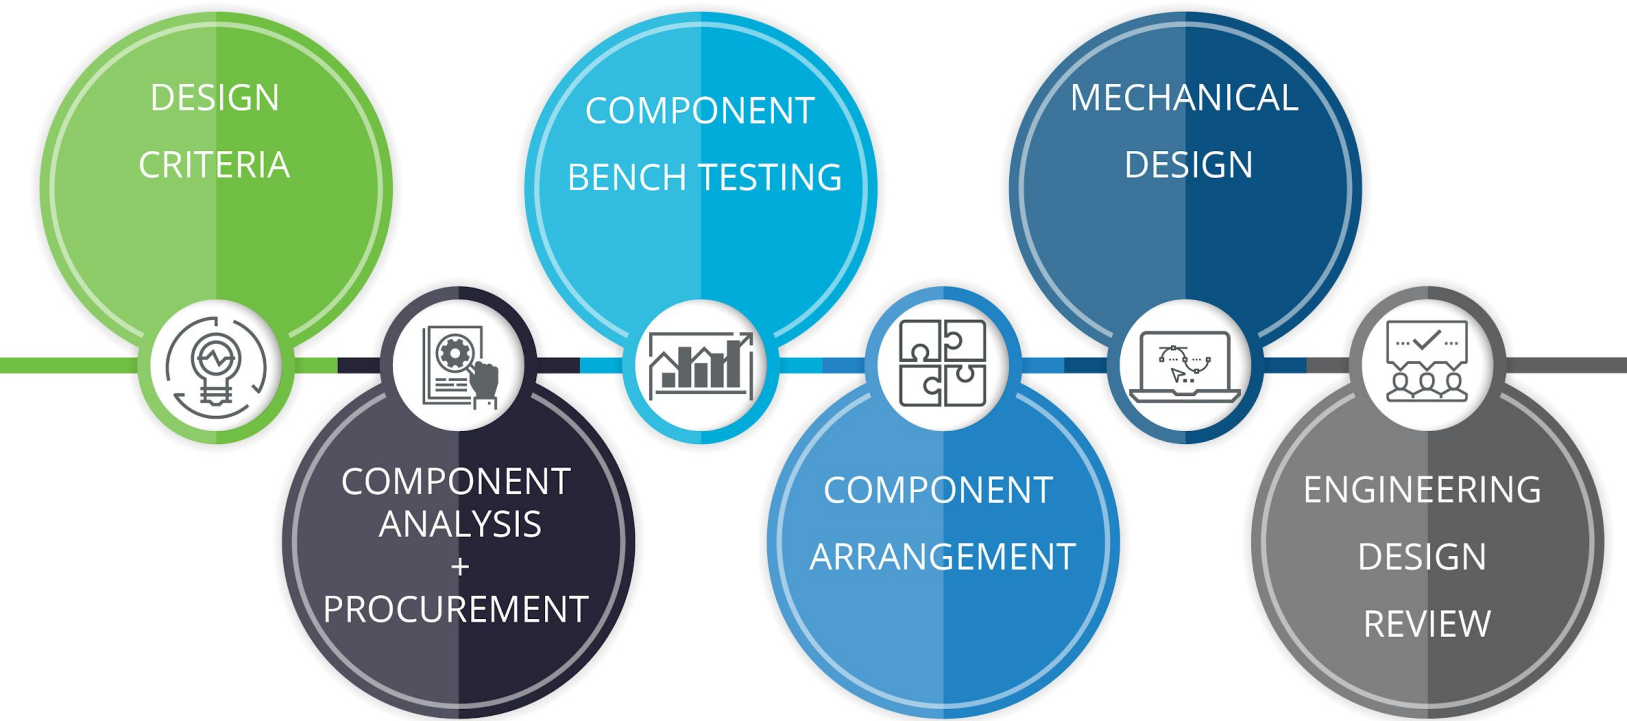 DESIGN
CRITERIA
COMPONENT
ANALYSIS
+
PROCUREMENT
COMPONENT
BENCH TESTING
COMPONENT
ARRANGEMENT
MECHANICAL
DESIGN
ENGINEERING
DESIGN
REVIEW